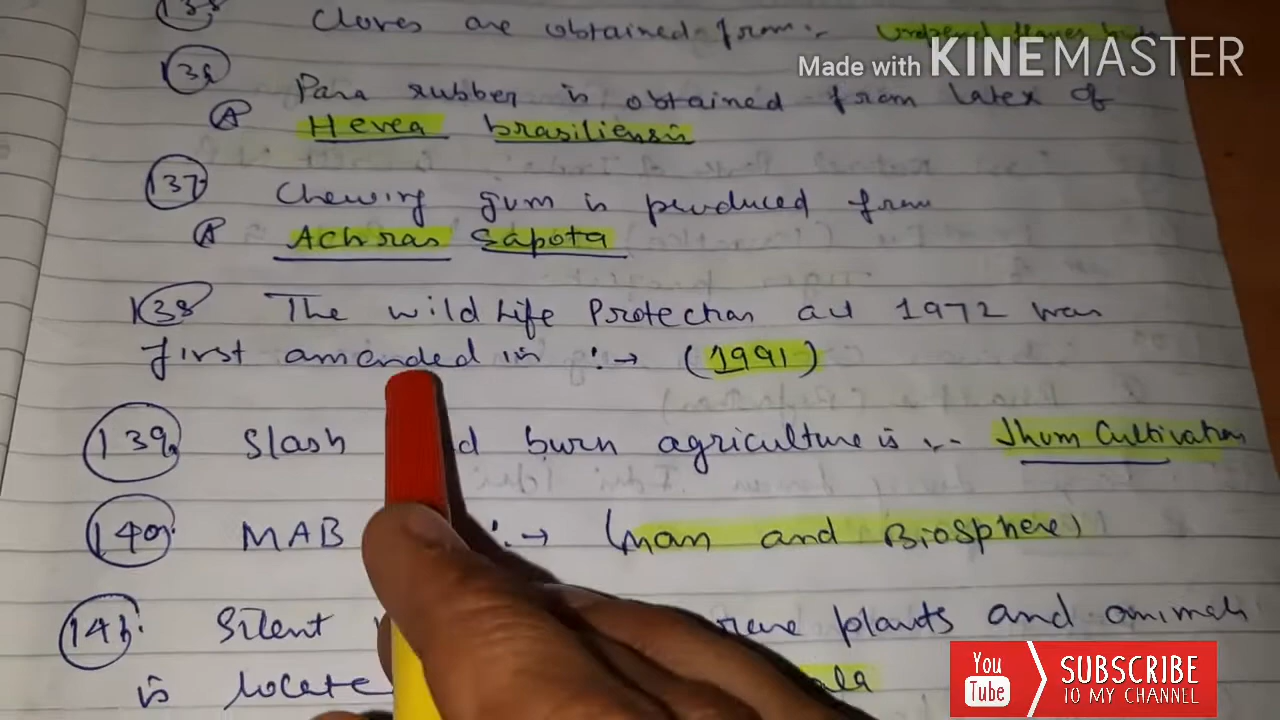 Cloves are obtained from:-
Made with KINEMASTER
Para rubber is obtained from latex of
A Hevea brasiliensis
137. Chewing gum is produced from
A Achras Sapota
138 The wild Life Protection act 1972 was
first amended in :→ (1991)
139. Slash burn agriculture is :- Jhum Cultivation
140. MAB :→ (man and Biosphere)
141. Silent rare plants and animals
is locate
You
Tube
SUBSCRIBE
TO MY CHANNEL